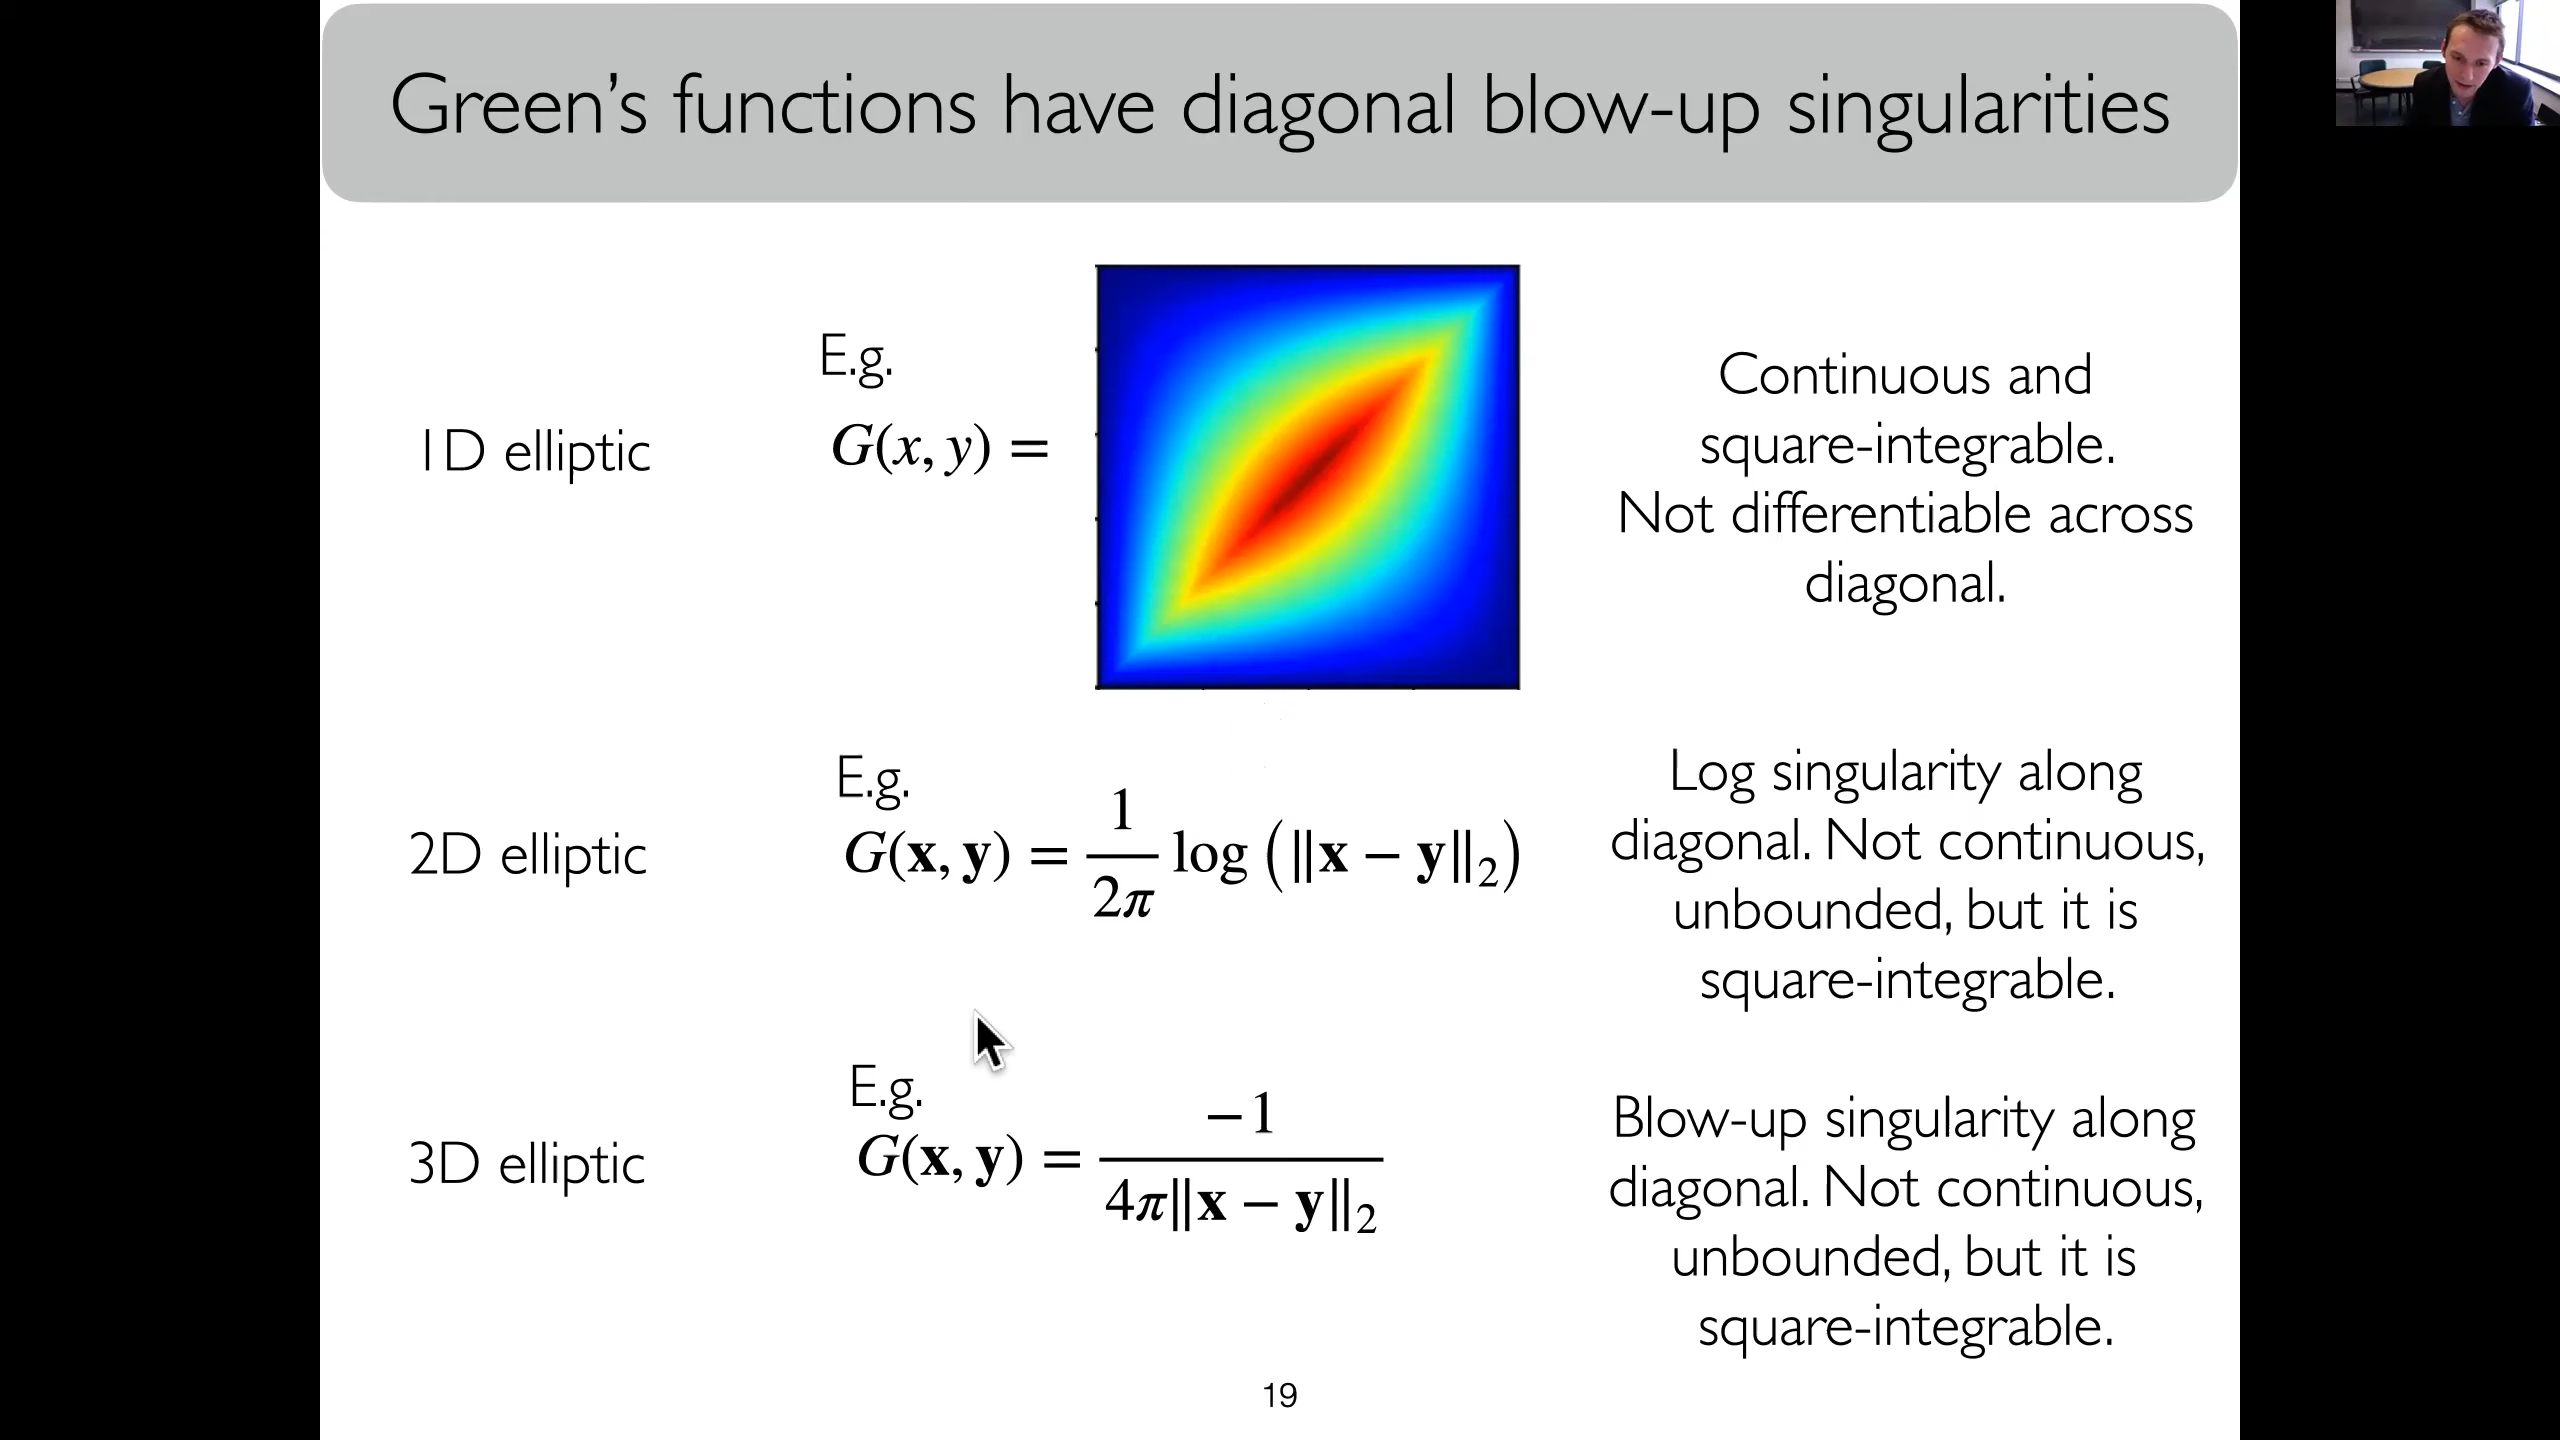 Green’s functions have diagonal blow-up singularities
1D elliptic
E.g.
G(x, y) =
Continuous and
square-integrable.
Not differentiable across
diagonal.
2D elliptic
E.g.
G(𝐱, 𝐲) = \frac{1}{2π} log (‖𝐱 − 𝐲‖₂)
Log singularity along
diagonal. Not continuous,
unbounded, but it is
square-integrable.
3D elliptic
E.g.
G(𝐱, 𝐲) = \frac{−1}{4π‖𝐱 − 𝐲‖₂}
Blow-up singularity along
diagonal. Not continuous,
unbounded, but it is
square-integrable.
19